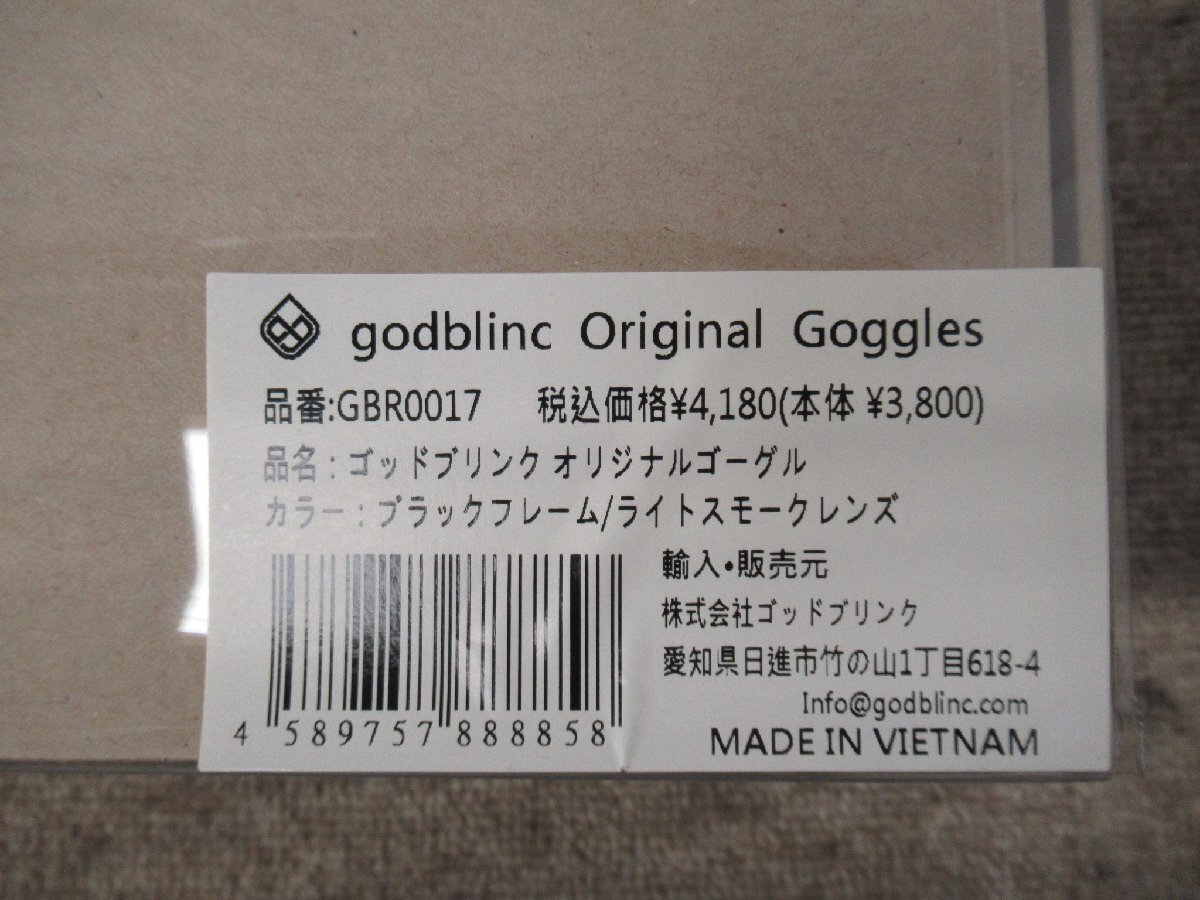 godblinc Original Goggles
品番:GBR0017 税込価格¥4,180(本体 ¥3,800)
品名：ゴッドブリンク オリジナルゴーグル
カラー：ブラックフレーム/ライトスモークレンズ
輸入・販売元
株式会社ゴッドブリンク
愛知県日進市竹の山1丁目618-4
Info@godblinc.com
MADE IN VIETNAM
4 589757 888858